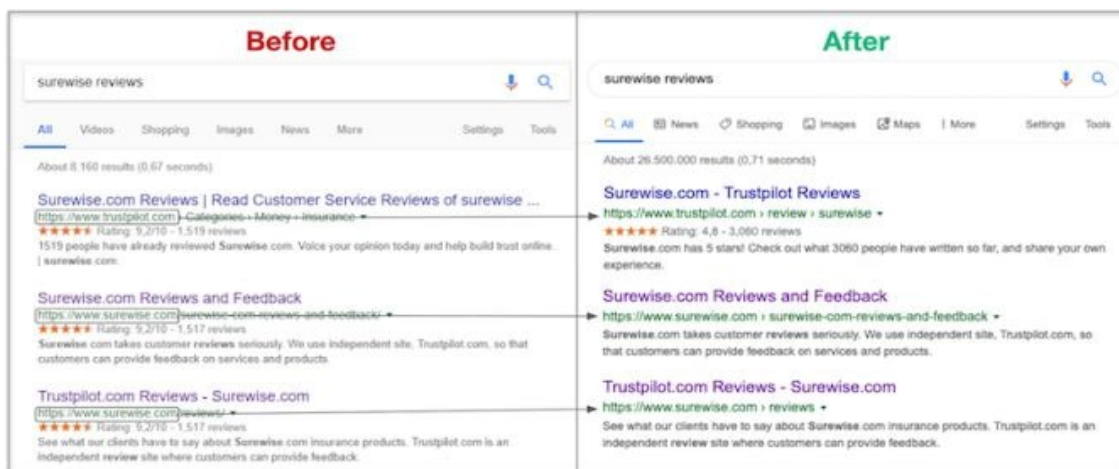 Before
surewise reviews
All Videos Shopping Images News More Settings Tools
About 8.160 results (0,67 seconds)
Surewise.com Reviews | Read Customer Service Reviews of surewise ...
https://www.trustpilot.com › Categories › Money › Insurance
Rating: 9,2/10 - 1.519 reviews
1519 people have already reviewed Surewise.com. Voice your opinion today and help build trust online.
| surewise.com.
Surewise.com Reviews and Feedback
https://www.surewise.com/surewise-com-reviews-and-feedback/
Rating: 9,2/10 - 1.517 reviews
Surewise.com takes customer reviews seriously. We use independent site, Trustpilot.com, so that
customers can provide feedback on services and products.
Trustpilot.com Reviews - Surewise.com
https://www.surewise.com/reviews/
Rating: 9,2/10 - 1.517 reviews
See what our clients have to say about Surewise.com insurance products. Trustpilot.com is an
independent review site where customers can provide feedback.
After
surewise reviews
All News Shopping Images Maps More Settings Tools
About 26.500.000 results (0,71 seconds)
Surewise.com - Trustpilot Reviews
https://www.trustpilot.com › review › surewise
Rating: 4,8 - 3,060 reviews
Surewise.com has 5 stars! Check out what 3060 people have written so far, and share your own
experience.
Surewise.com Reviews and Feedback
https://www.surewise.com › surewise-com-reviews-and-feedback
Surewise.com takes customer reviews seriously. We use independent site, Trustpilot.com, so
that customers can provide feedback on services and products.
Trustpilot.com Reviews - Surewise.com
https://www.surewise.com › reviews
See what our clients have to say about Surewise.com insurance products. Trustpilot.com is an
independent review site where customers can provide feedback.